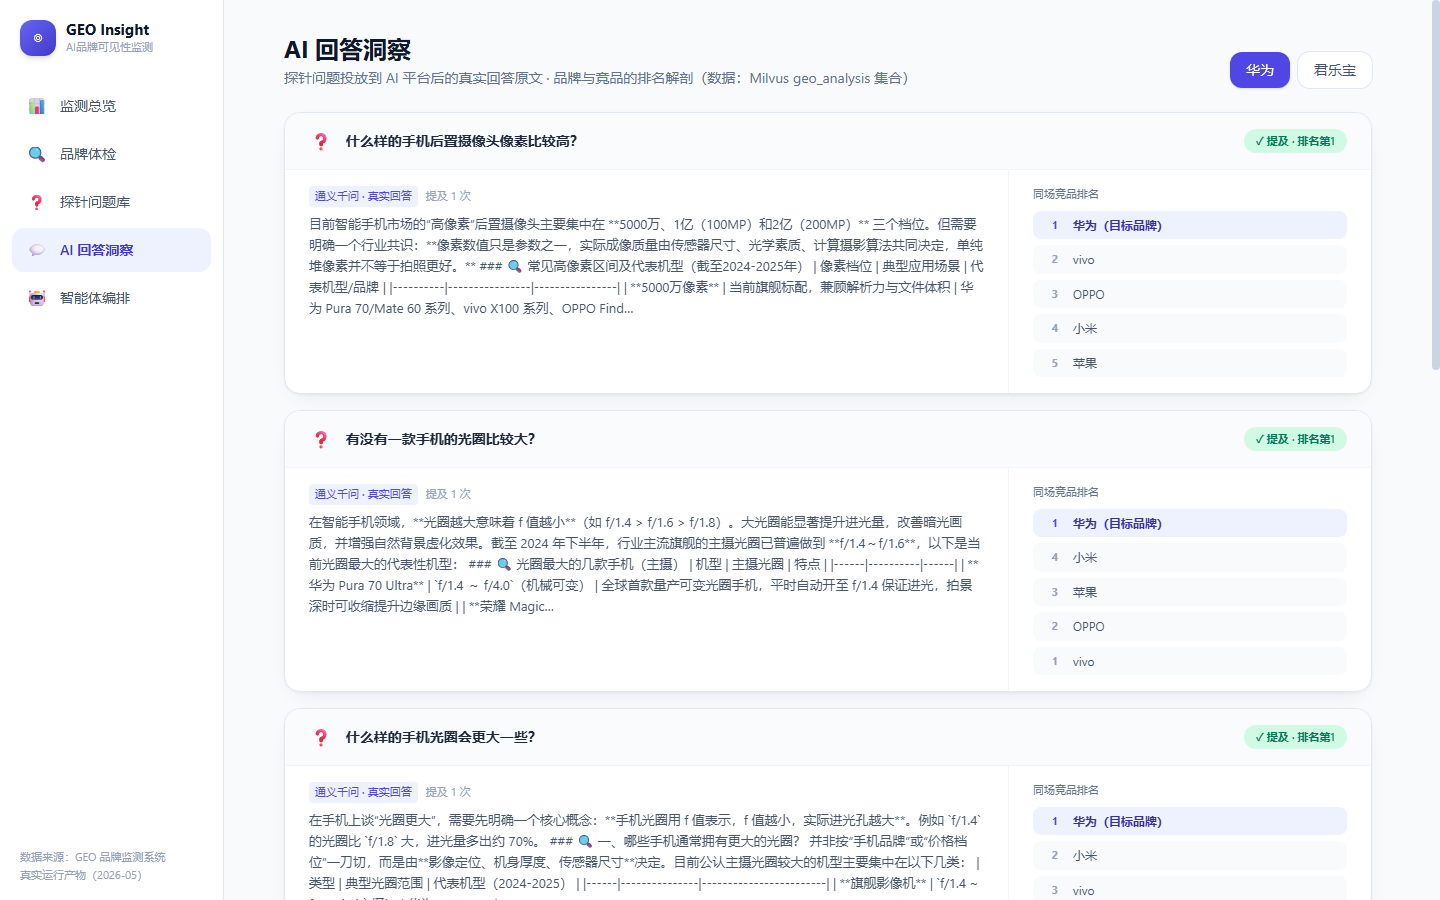 GEO Insight
AI品牌可见性监测
监测总览
品牌体检
探针问题库
AI 回答洞察
智能体编排
数据来源：GEO 品牌监测系统
真实运行产物（2026-05）
AI 回答洞察
探针问题投放到 AI 平台后的真实回答原文 · 品牌与竞品的排名解剖（数据：Milvus geo_analysis 集合）
华为
君乐宝
什么样的手机后置摄像头像素比较高？
✓ 提及 · 排名第1
通义千问 · 真实回答 提及 1 次
目前智能手机市场的“高像素”后置摄像头主要集中在 **5000万、1亿（100MP）和2亿（200MP）** 三个档位。但需要
明确一个行业共识：**像素数值只是参数之一，实际成像质量由传感器尺寸、光学素质、计算摄影算法共同决定，单纯
堆像素并不等于拍照更好。** ### 🔍 常见高像素区间及代表机型（截至2024-2025年） | 像素档位 | 典型应用场景 | 代
表机型/品牌 | |----------|---------------|---------------| | **5000万像素** | 当前旗舰标配，兼顾解析力与文件体积 | 华
为 Pura 70/Mate 60 系列、vivo X100 系列、OPPO Find...
同场竞品排名
1 华为（目标品牌）
2 vivo
3 OPPO
4 小米
5 苹果
有没有一款手机的光圈比较大？
✓ 提及 · 排名第1
通义千问 · 真实回答 提及 1 次
在智能手机领域，**光圈越大意味着 f 值越小**（如 f/1.4 > f/1.6 > f/1.8）。大光圈能显著提升进光量，改善暗光画
质，并增强自然背景虚化效果。截至 2024 年下半年，行业主流旗舰的主摄光圈已普遍做到 **f/1.4～f/1.6**，以下是当
前光圈最大的代表性机型： ### 🔍 光圈最大的几款手机（主摄） | 机型 | 主摄光圈 | 特点 | |------|----------|------| | **
华为 Pura 70 Ultra** | `f/1.4 ～ f/4.0`（机械可变） | 全球首款量产可变光圈手机，平时自动开至 f/1.4 保证进光，拍景
深时可收缩提升边缘画质 | | **荣耀 Magic...
同场竞品排名
1 华为（目标品牌）
4 小米
3 苹果
2 OPPO
1 vivo
什么样的手机光圈会更大一些？
✓ 提及 · 排名第1
通义千问 · 真实回答 提及 1 次
在手机上谈“光圈更大”，需要先明确一个核心概念：**手机光圈用 f 值表示，f 值越小，实际进光孔越大**。例如 `f/1.4`
的光圈比 `f/1.8` 大，进光量多出约 70%。 ### 🔍 一、哪些手机通常拥有更大的光圈？ 并非按“手机品牌”或“价格档
位”一刀切，而是由**影像定位、机身厚度、传感器尺寸**决定。目前公认主摄光圈较大的机型主要集中在以下几类： |
类型 | 典型光圈范围 | 代表机型（2024-2025） | |------|---------------|------------------------| | **旗舰影像机** | `f/1.4 ~
同场竞品排名
1 华为（目标品牌）
2 小米
3 vivo